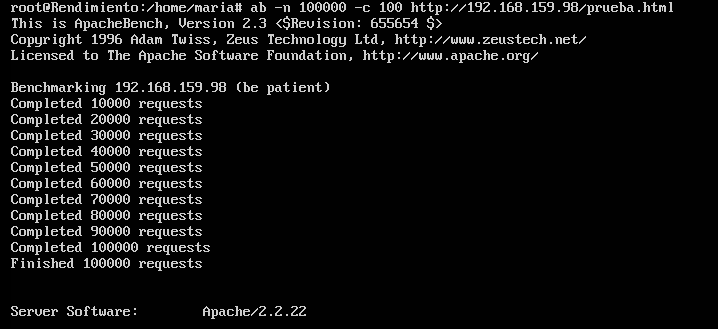 root@Rendimiento:/home/maria# ab -n 100000 -c 100 http://192.168.159.98/prueba.html
This is ApacheBench, Version 2.3 <$Revision: 655654 $>
Copyright 1996 Adam Twiss, Zeus Technology Ltd, http://www.zeustech.net/
Licensed to The Apache Software Foundation, http://www.apache.org/

Benchmarking 192.168.159.98 (be patient)
Completed 10000 requests
Completed 20000 requests
Completed 30000 requests
Completed 40000 requests
Completed 50000 requests
Completed 60000 requests
Completed 70000 requests
Completed 80000 requests
Completed 90000 requests
Completed 100000 requests
Finished 100000 requests

Server Software:        Apache/2.2.22